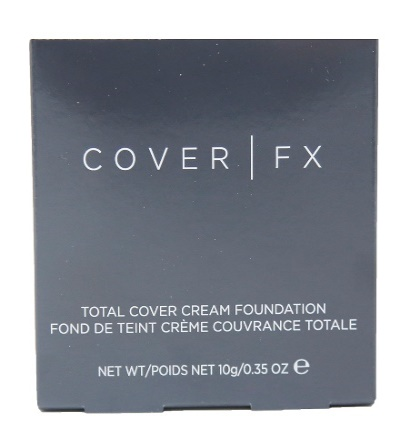 COVER | FX
TOTAL COVER CREAM FOUNDATION
FOND DE TEINT CRÈME COUVRANCE TOTALE
NET WT/POIDS NET 10g/0.35 OZ ℮